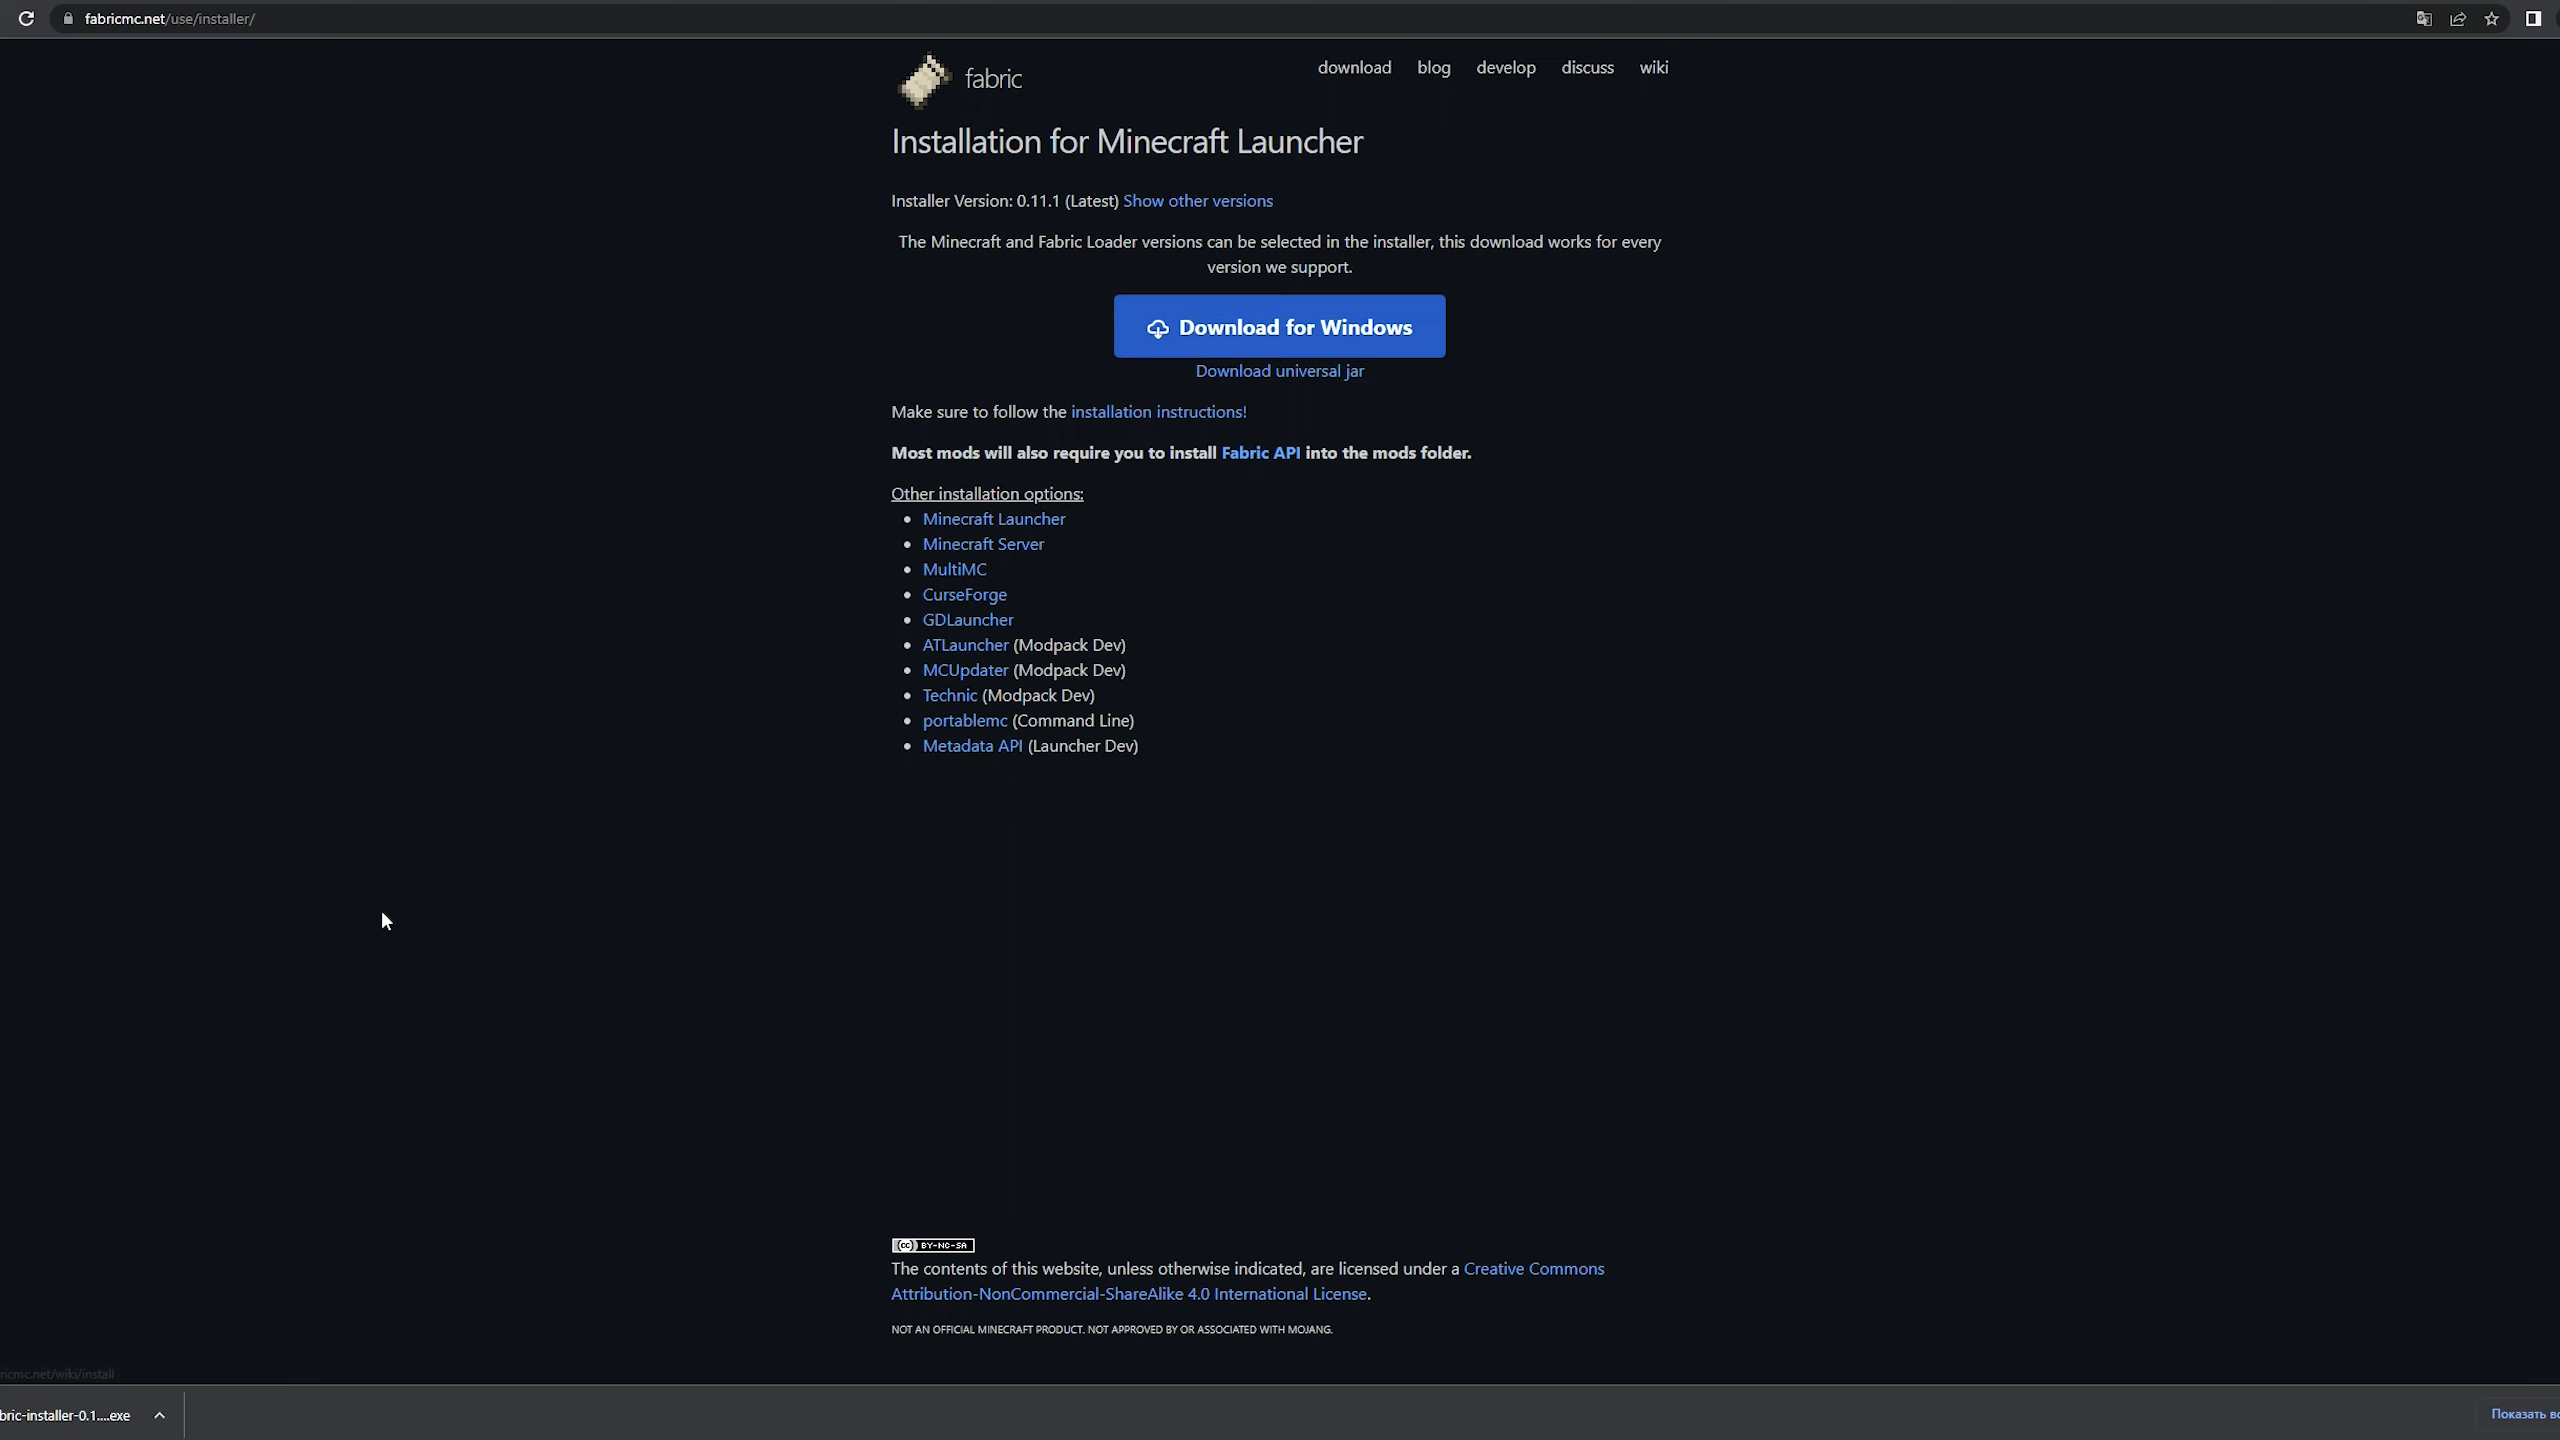 fabricmc.net/use/installer/
fabric
download blog develop discuss wiki
Installation for Minecraft Launcher
Installer Version: 0.11.1 (Latest) Show other versions
The Minecraft and Fabric Loader versions can be selected in the installer, this download works for every
version we support.
Download for Windows
Download universal jar
Make sure to follow the installation instructions!
Most mods will also require you to install Fabric API into the mods folder.
Other installation options:
Minecraft Launcher
Minecraft Server
MultiMC
CurseForge
GDLauncher
ATLauncher (Modpack Dev)
MCUpdater (Modpack Dev)
Technic (Modpack Dev)
portablemc (Command Line)
Metadata API (Launcher Dev)
CC BY-NC-SA
The contents of this website, unless otherwise indicated, are licensed under a Creative Commons
Attribution-NonCommercial-ShareAlike 4.0 International License.
NOT AN OFFICIAL MINECRAFT PRODUCT. NOT APPROVED BY OR ASSOCIATED WITH MOJANG.
ricmc.net/wiki/install
bric-installer-0.1....exe
Показать вс